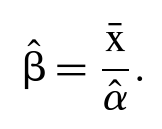 β̂ = x̄ / α̂ .